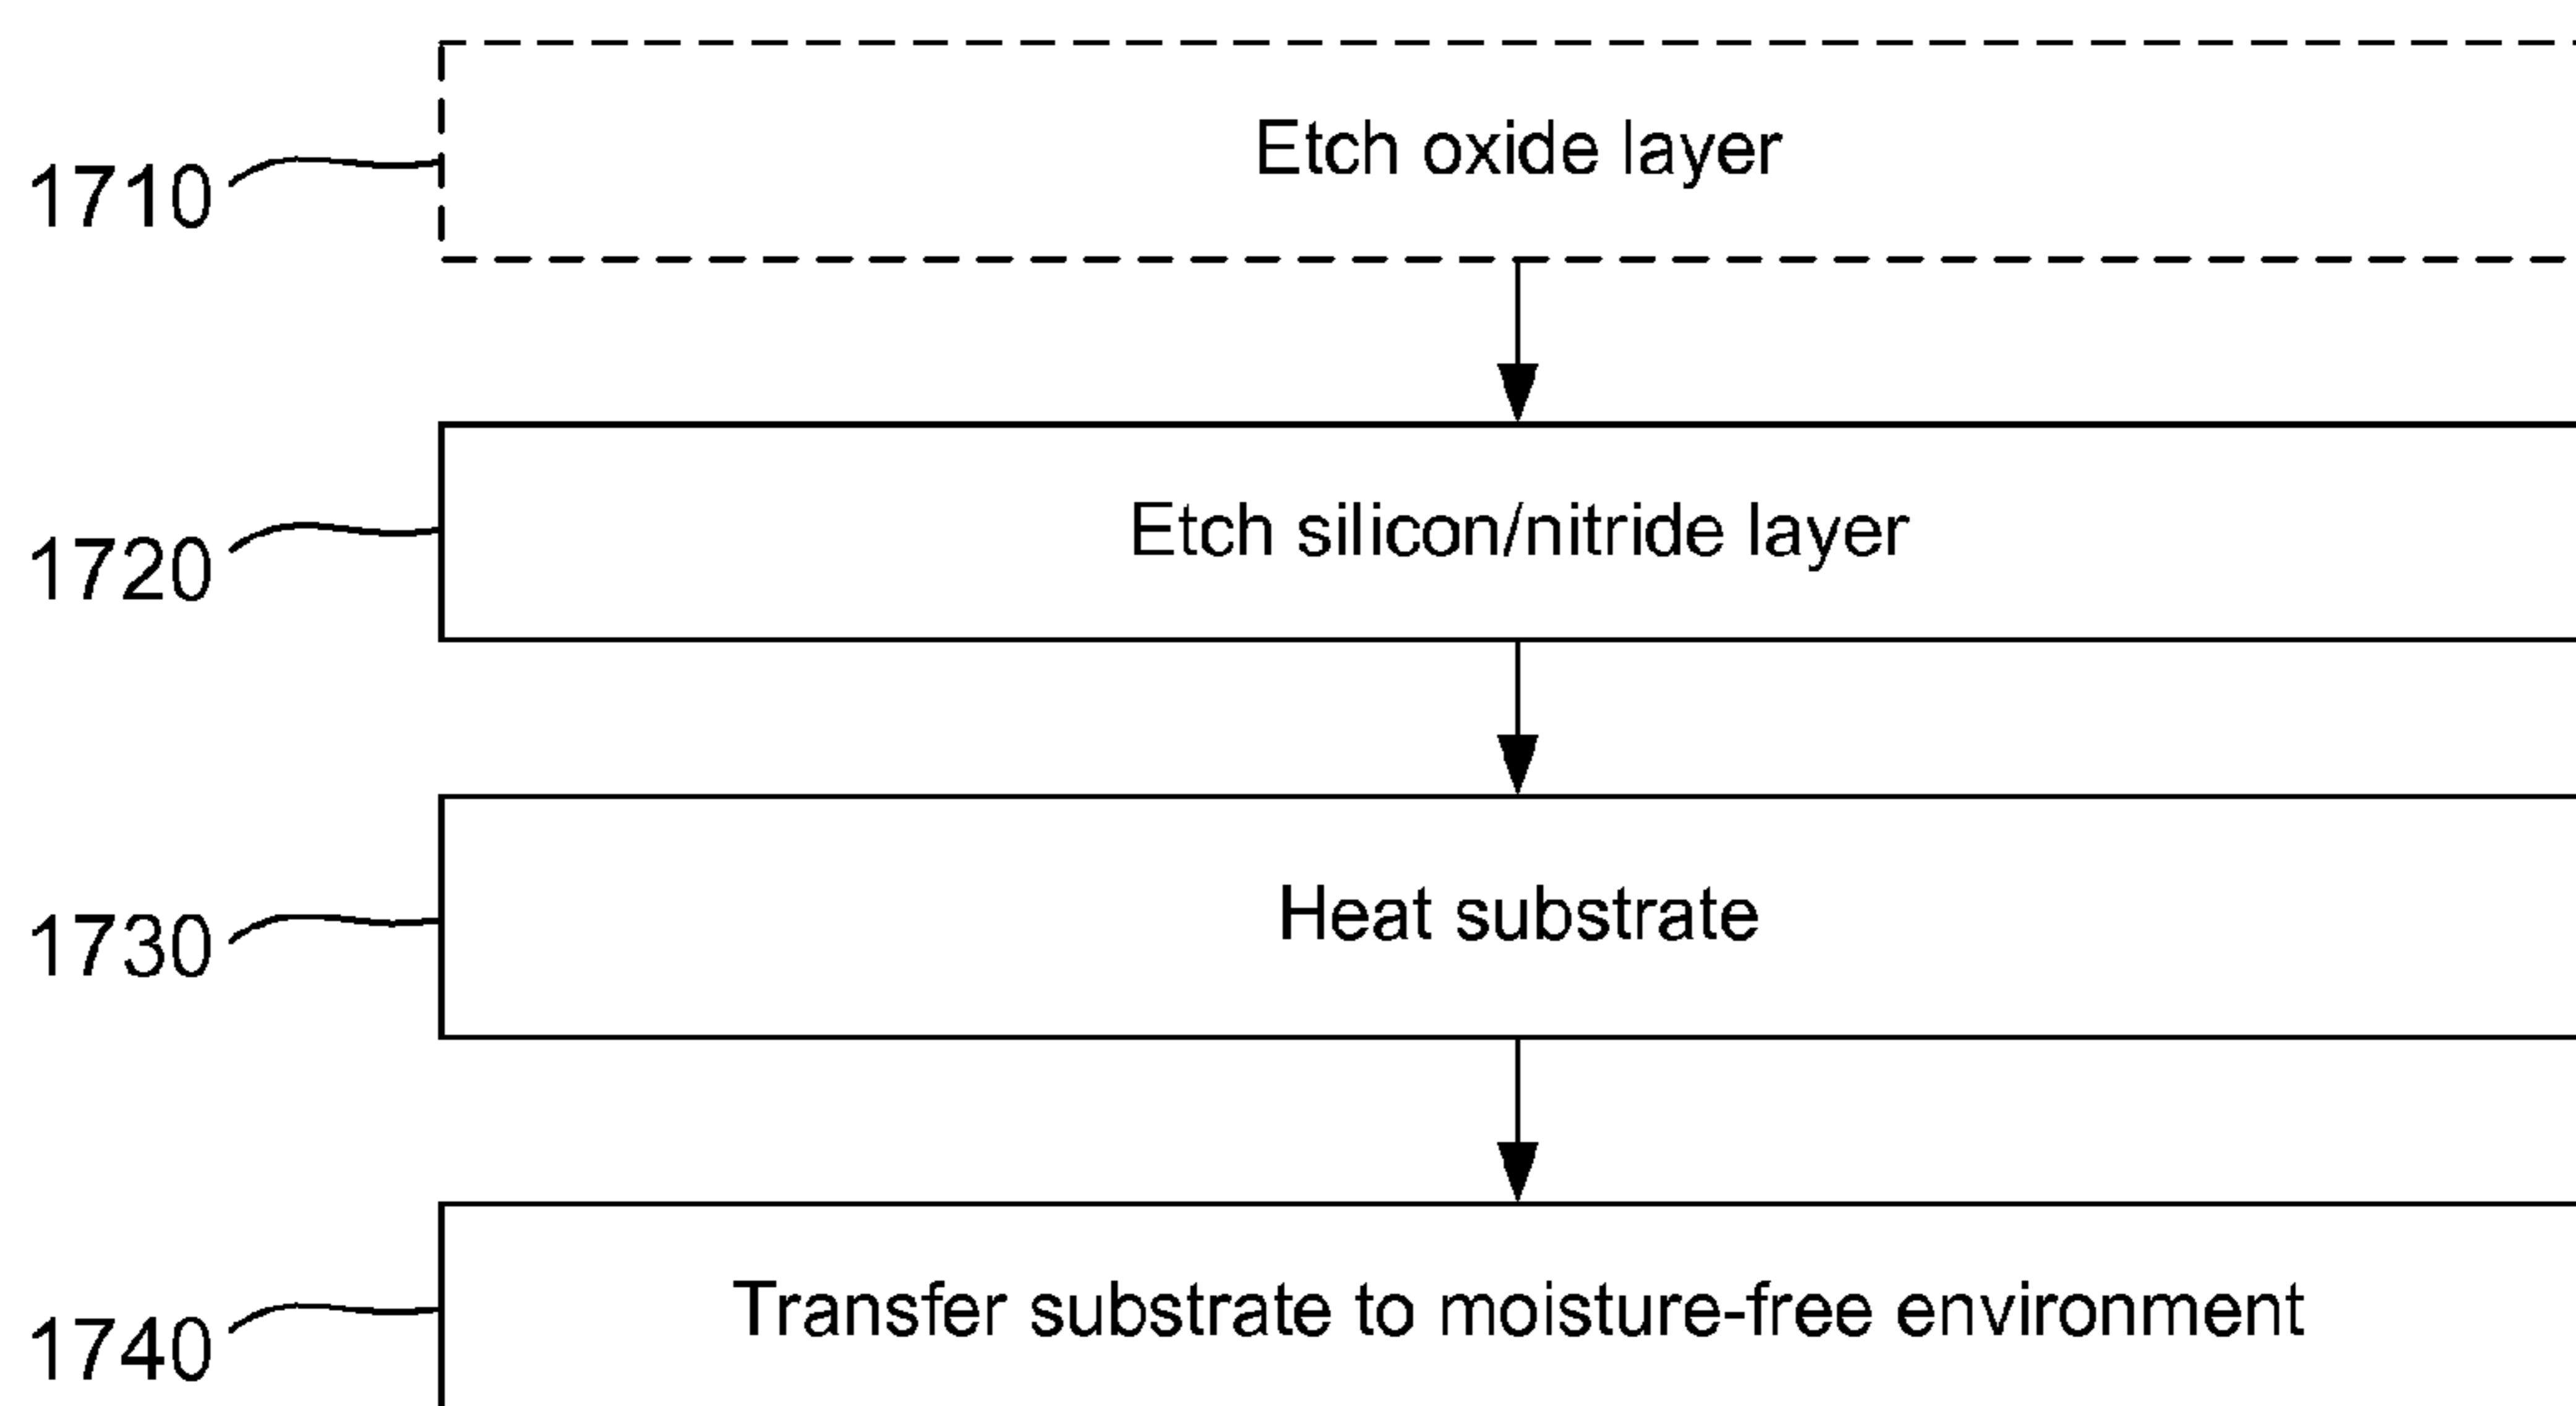 Etch oxide layer
1710
Etch silicon/nitride layer
1720
Heat substrate
1730
Transfer substrate to moisture-free environment
1740